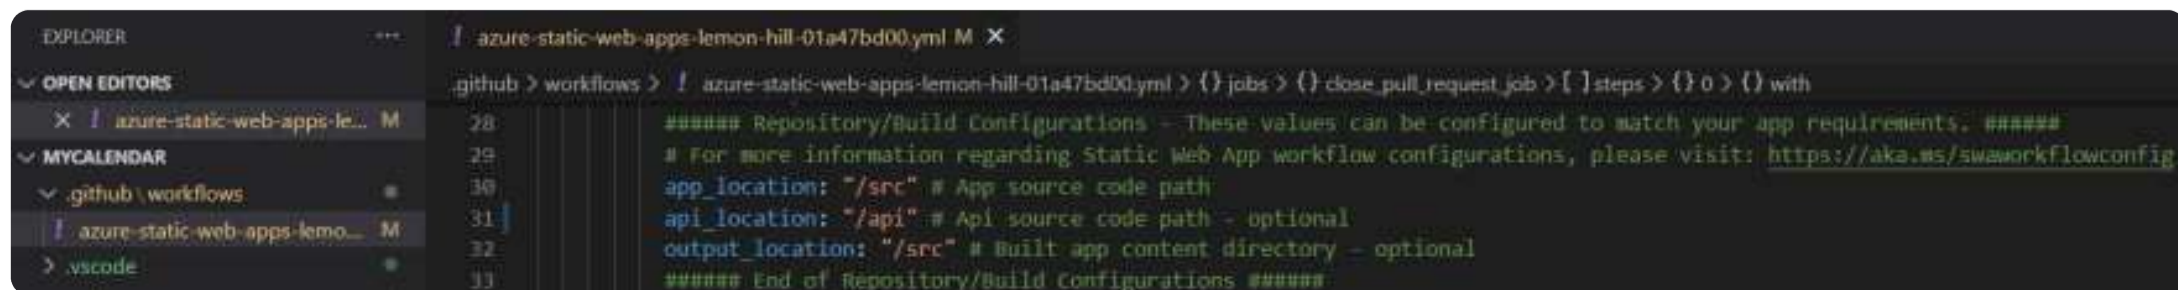 EXPLORER ···
OPEN EDITORS
! azure-static-web-apps-le... M
MYCALENDAR
.github\workflows
! azure-static-web-apps-lemo... M
.vscode
! azure-static-web-apps-lemon-hill-01a47bd00.yml M ×
.github > workflows > ! azure-static-web-apps-lemon-hill-01a47bd00.yml > {} jobs > {} close_pull_request_job > [ ] steps > {} 0 > {} with
28 ###### Repository/Build Configurations - These values can be configured to match your app requirements. ######
29 # For more information regarding Static Web App workflow configurations, please visit: https://aka.ms/swaworkflowconfig
30 app_location: "/src" # App source code path
31 api_location: "/api" # Api source code path - optional
32 output_location: "/src" # Built app content directory - optional
33 ###### End of Repository/Build Configurations ######